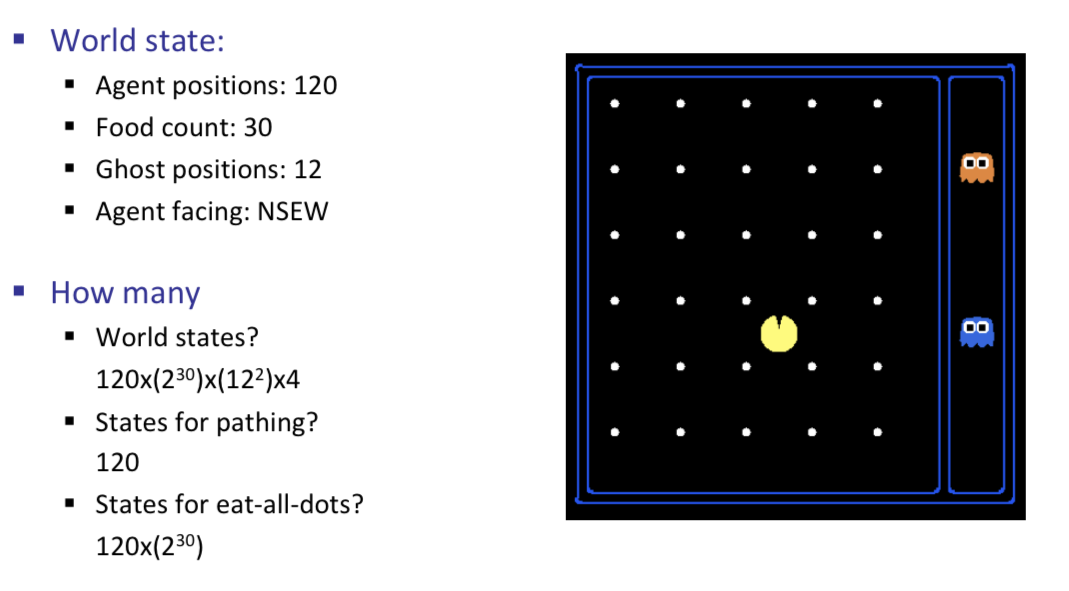 World state:
Agent positions: 120
Food count: 30
Ghost positions: 12
Agent facing: NSEW
How many
World states?
120x(2³⁰)x(12²)x4
States for pathing?
120
States for eat-all-dots?
120x(2³⁰)